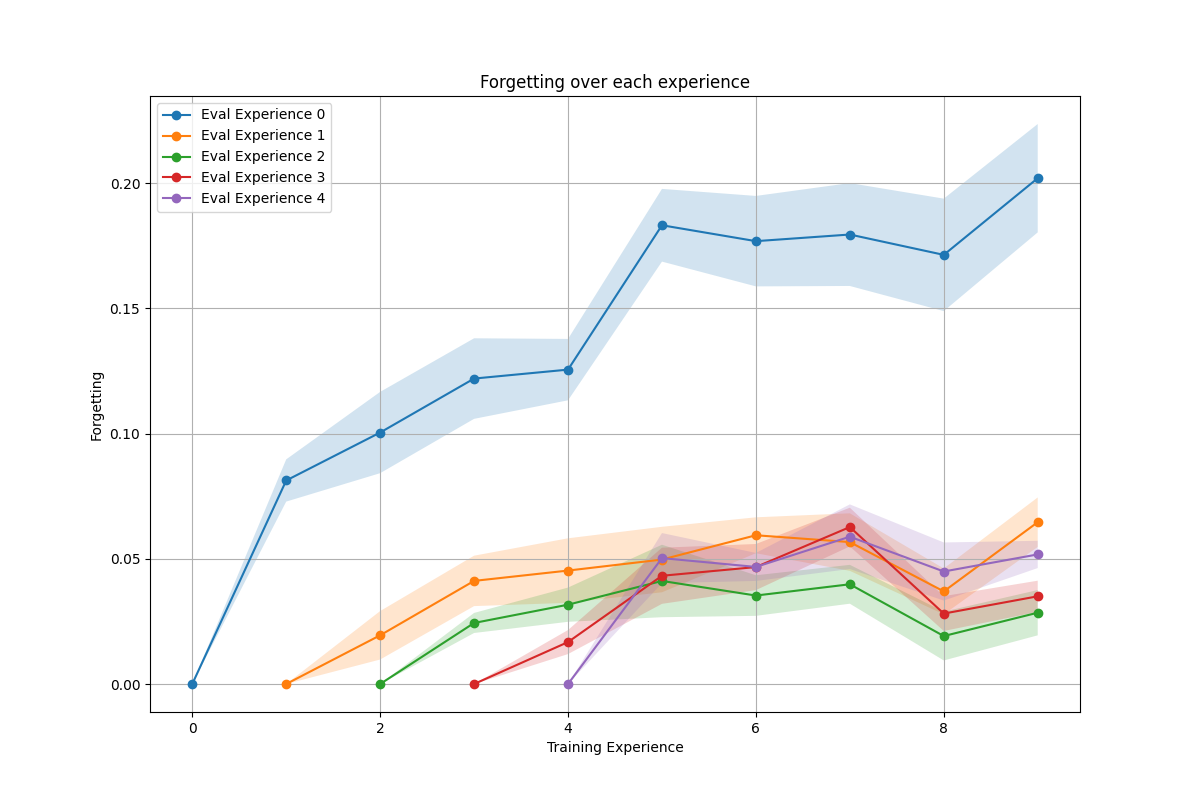 Forgetting over each experience
Eval Experience 0
Eval Experience 1
Eval Experience 2
Eval Experience 3
Eval Experience 4
0.20
0.15
0.10
0.05
0.00
Forgetting
0 2 4 6 8
Training Experience